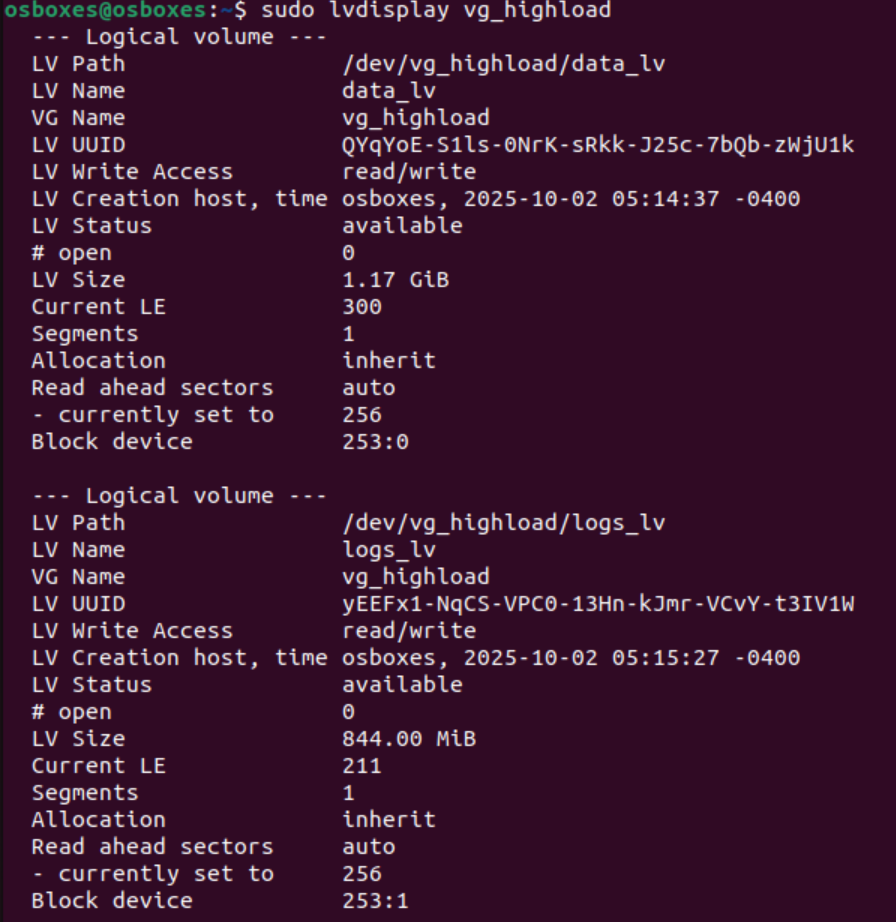 osboxes@osboxes:~$ sudo lvdisplay vg_highload
--- Logical volume ---
LV Path                /dev/vg_highload/data_lv
LV Name                data_lv
VG Name                vg_highload
LV UUID                QYqYoE-S1ls-0NrK-sRkk-J25c-7bQb-zWjU1k
LV Write Access        read/write
LV Creation host, time osboxes, 2025-10-02 05:14:37 -0400
LV Status              available
# open                 0
LV Size                1.17 GiB
Current LE             300
Segments               1
Allocation             inherit
Read ahead sectors     auto
- currently set to     256
Block device           253:0
--- Logical volume ---
LV Path                /dev/vg_highload/logs_lv
LV Name                logs_lv
VG Name                vg_highload
LV UUID                yEEFx1-NqCS-VPC0-13Hn-kJmr-VCvY-t3IV1W
LV Write Access        read/write
LV Creation host, time osboxes, 2025-10-02 05:15:27 -0400
LV Status              available
# open                 0
LV Size                844.00 MiB
Current LE             211
Segments               1
Allocation             inherit
Read ahead sectors     auto
- currently set to     256
Block device           253:1